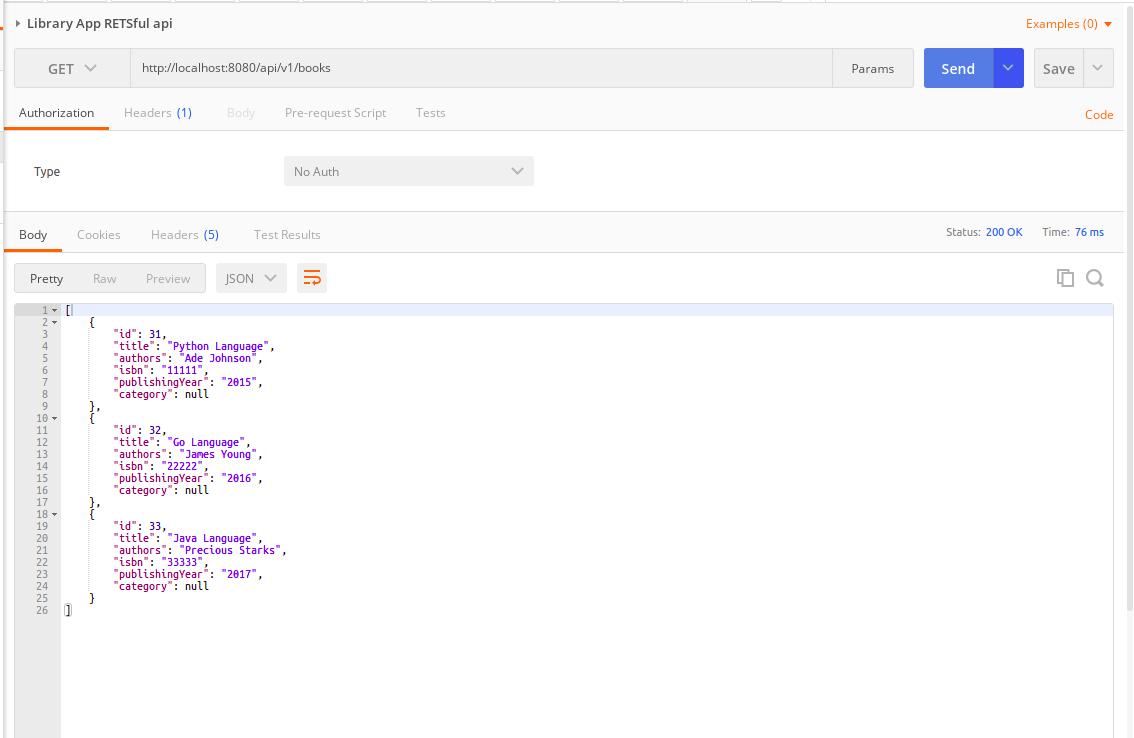 Library App RETSful api
Examples (0)
GET
http://localhost:8080/api/v1/books
Params
Send
Save
Authorization Headers (1) Body Pre-request Script Tests
Code
Type
No Auth
Body Cookies Headers (5) Test Results
Status: 200 OK Time: 76 ms
Pretty Raw Preview
JSON
1 [
2 {
3 "id": 31,
4 "title": "Python Language",
5 "authors": "Ade Johnson",
6 "isbn": "11111",
7 "publishingYear": "2015",
8 "category": null
9 },
10 {
11 "id": 32,
12 "title": "Go Language",
13 "authors": "James Young",
14 "isbn": "22222",
15 "publishingYear": "2016",
16 "category": null
17 },
18 {
19 "id": 33,
20 "title": "Java Language",
21 "authors": "Precious Starks",
22 "isbn": "33333",
23 "publishingYear": "2017",
24 "category": null
25 }
26 ]